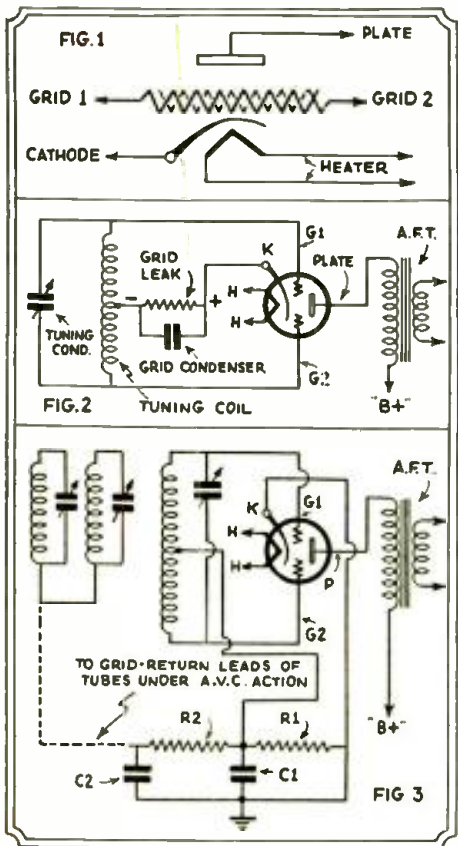 FIG.1
PLATE
GRID 1
GRID 2
CATHODE
HEATER
G1
A.F.T.
K
GRID
LEAK
PLATE
-
+
H
H
TUNING
COND.
GRID CONDENSER
G2
FIG.2
TUNING COIL
"B+"
A.F.T.
K
G1
H
H
P
G2
TO GRID-RETURN LEADS OF
TUBES UNDER A.V.C. ACTION
"B+"
R2
R1
C2
C1
FIG 3